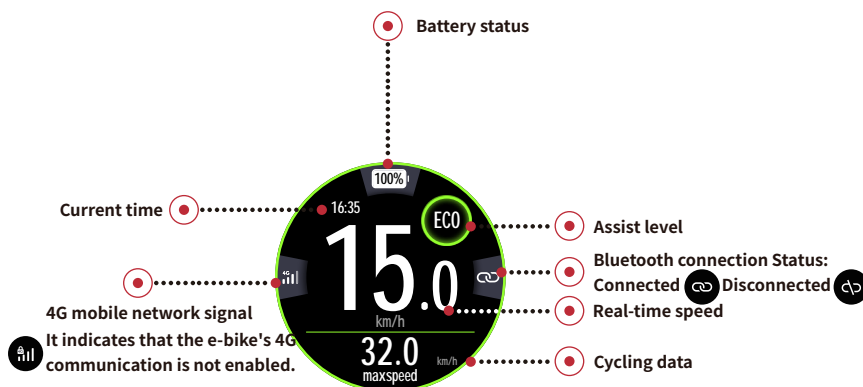 Battery status
100%
Current time
16:35
ECO
Assist level
15.0
km/h
Bluetooth connection Status:
Connected Disconnected
Real-time speed
4G
4G mobile network signal
It indicates that the e-bike's 4G
communication is not enabled.
32.0 km/h
maxspeed
Cycling data